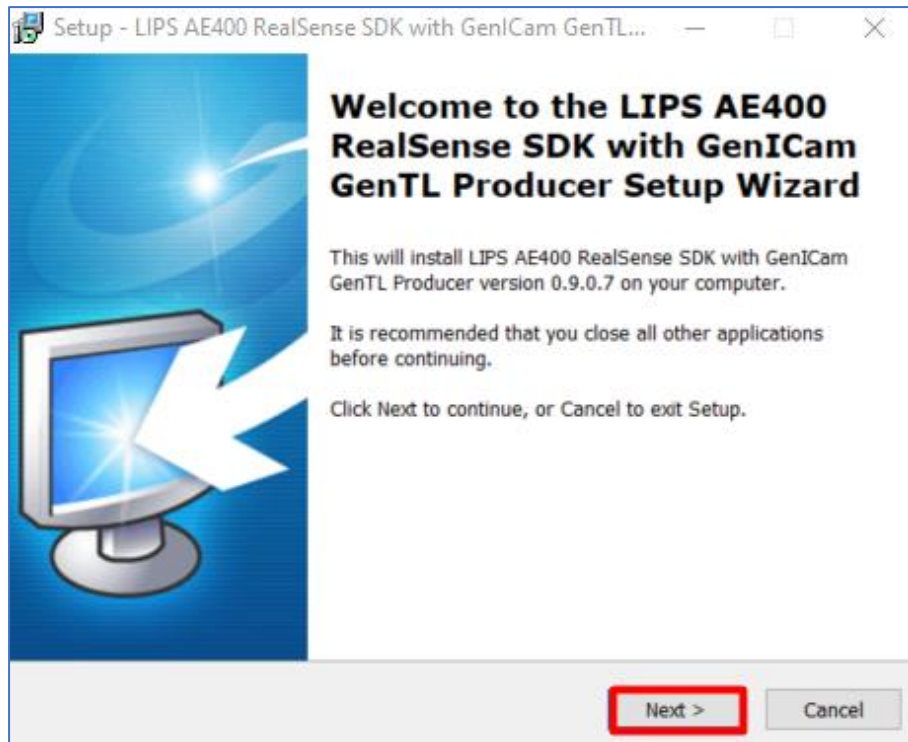 Setup - LIPS AE400 RealSense SDK with GenICam GenTL...
Welcome to the LIPS AE400
RealSense SDK with GenICam
GenTL Producer Setup Wizard
This will install LIPS AE400 RealSense SDK with GenICam
GenTL Producer version 0.9.0.7 on your computer.
It is recommended that you close all other applications
before continuing.
Click Next to continue, or Cancel to exit Setup.
Next >
Cancel